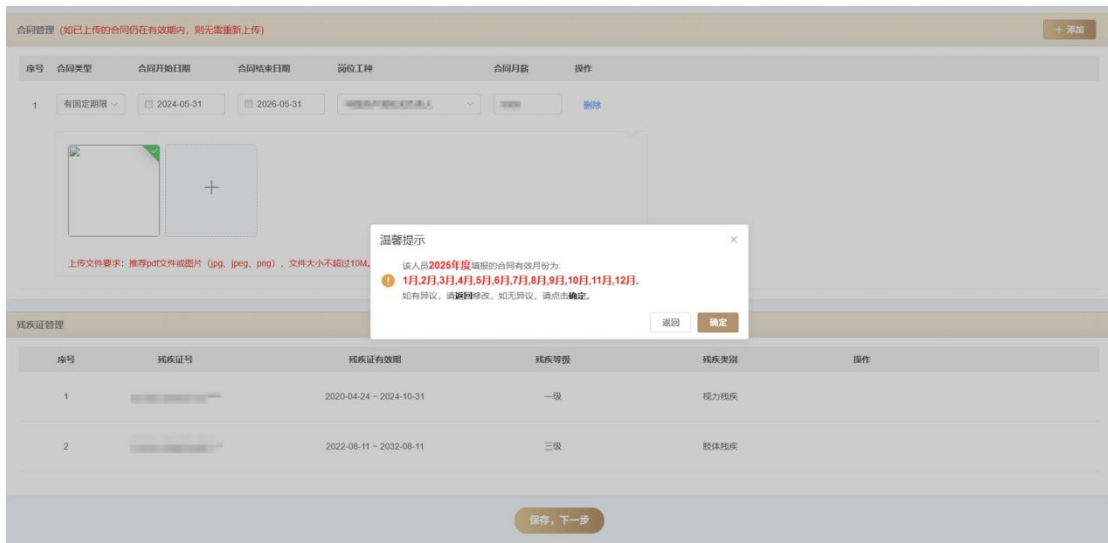 合同管理 (如已上传的合同仍在有效期内，则无需重新上传)
+ 添加
序号 合同类型 合同开始日期 合同结束日期 岗位工种 合同月薪 操作
1 有固定期限 2024-05-31 2026-05-31 删除
上传文件要求：推荐pdf文件或图片（jpg、jpeg、png），文件大小不超过10M。
温馨提示
该人员2025年度填报的合同有效月份为:
1月,2月,3月,4月,5月,6月,7月,8月,9月,10月,11月,12月.
如有异议，请返回修改，如无异议，请点击确定。
返回 确定
残疾证管理
序号 残疾证号 残疾证有效期 残疾等级 残疾类别 操作
1 2020-04-24 ~ 2024-10-31 一级 视力残疾
2 2022-08-11 ~ 2032-08-11 三级 肢体残疾
保存，下一步